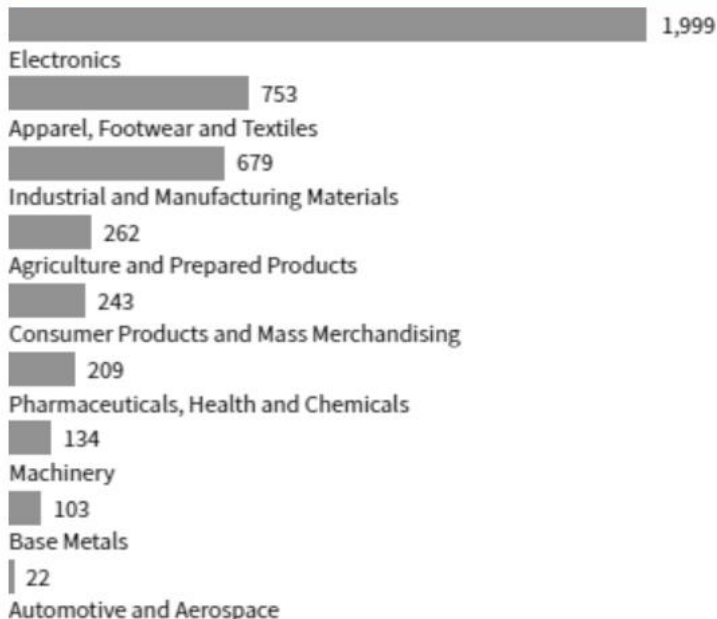 1,999
Electronics
753
Apparel, Footwear and Textiles
679
Industrial and Manufacturing Materials
262
Agriculture and Prepared Products
243
Consumer Products and Mass Merchandising
209
Pharmaceuticals, Health and Chemicals
134
Machinery
103
Base Metals
22
Automotive and Aerospace